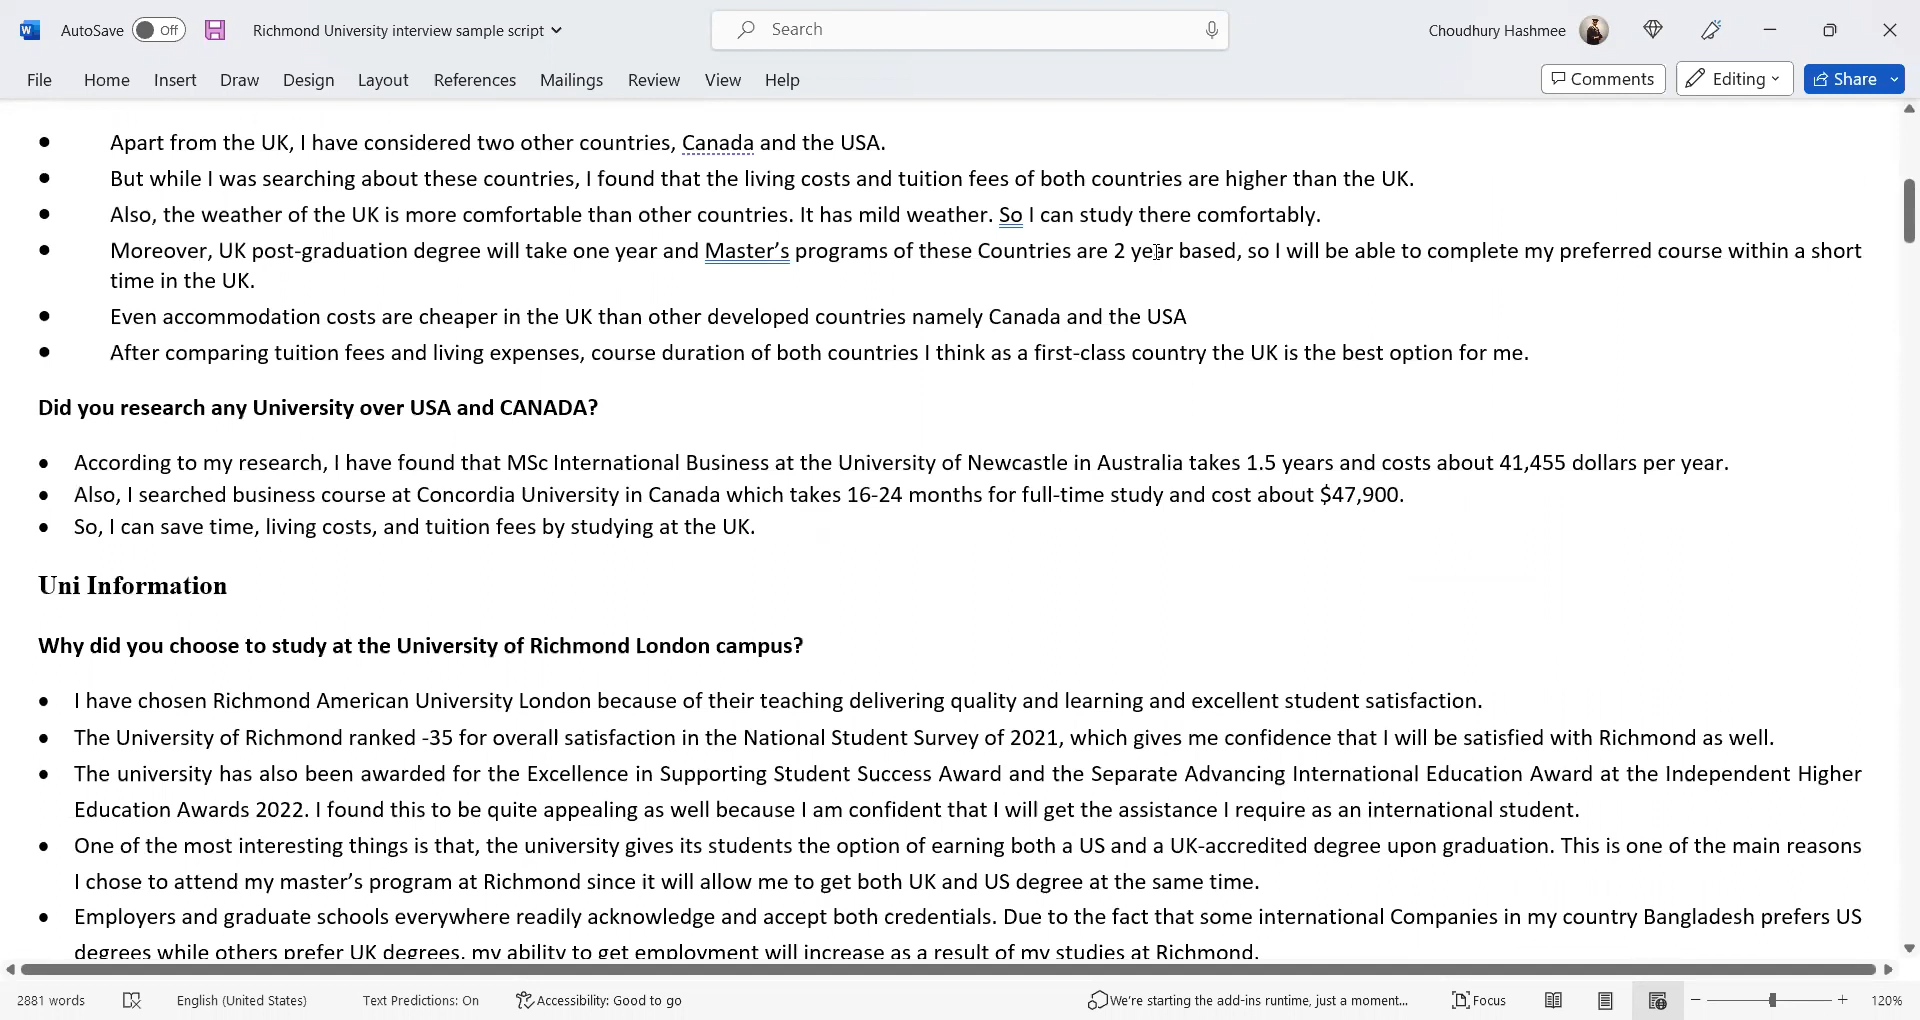 AutoSave Off Richmond University interview sample script Search Choudhury Hashmee
File Home Insert Draw Design Layout References Mailings Review View Help Comments Editing Share
• Apart from the UK, I have considered two other countries, Canada and the USA.
• But while I was searching about these countries, I found that the living costs and tuition fees of both countries are higher than the UK.
• Also, the weather of the UK is more comfortable than other countries. It has mild weather. So I can study there comfortably.
• Moreover, UK post-graduation degree will take one year and Master’s programs of these Countries are 2 year based, so I will be able to complete my preferred course within a short
time in the UK.
• Even accommodation costs are cheaper in the UK than other developed countries namely Canada and the USA
• After comparing tuition fees and living expenses, course duration of both countries I think as a first-class country the UK is the best option for me.
Did you research any University over USA and CANADA?
• According to my research, I have found that MSc International Business at the University of Newcastle in Australia takes 1.5 years and costs about 41,455 dollars per year.
• Also, I searched business course at Concordia University in Canada which takes 16-24 months for full-time study and cost about $47,900.
• So, I can save time, living costs, and tuition fees by studying at the UK.
Uni Information
Why did you choose to study at the University of Richmond London campus?
• I have chosen Richmond American University London because of their teaching delivering quality and learning and excellent student satisfaction.
• The University of Richmond ranked -35 for overall satisfaction in the National Student Survey of 2021, which gives me confidence that I will be satisfied with Richmond as well.
• The university has also been awarded for the Excellence in Supporting Student Success Award and the Separate Advancing International Education Award at the Independent Higher
Education Awards 2022. I found this to be quite appealing as well because I am confident that I will get the assistance I require as an international student.
• One of the most interesting things is that, the university gives its students the option of earning both a US and a UK-accredited degree upon graduation. This is one of the main reasons
I chose to attend my master’s program at Richmond since it will allow me to get both UK and US degree at the same time.
• Employers and graduate schools everywhere readily acknowledge and accept both credentials. Due to the fact that some international Companies in my country Bangladesh prefers US
degrees while others prefer UK degrees, my ability to get employment will increase as a result of my studies at Richmond.
2881 words English (United States) Text Predictions: On Accessibility: Good to go We're starting the add-ins runtime, just a moment... Focus 120%